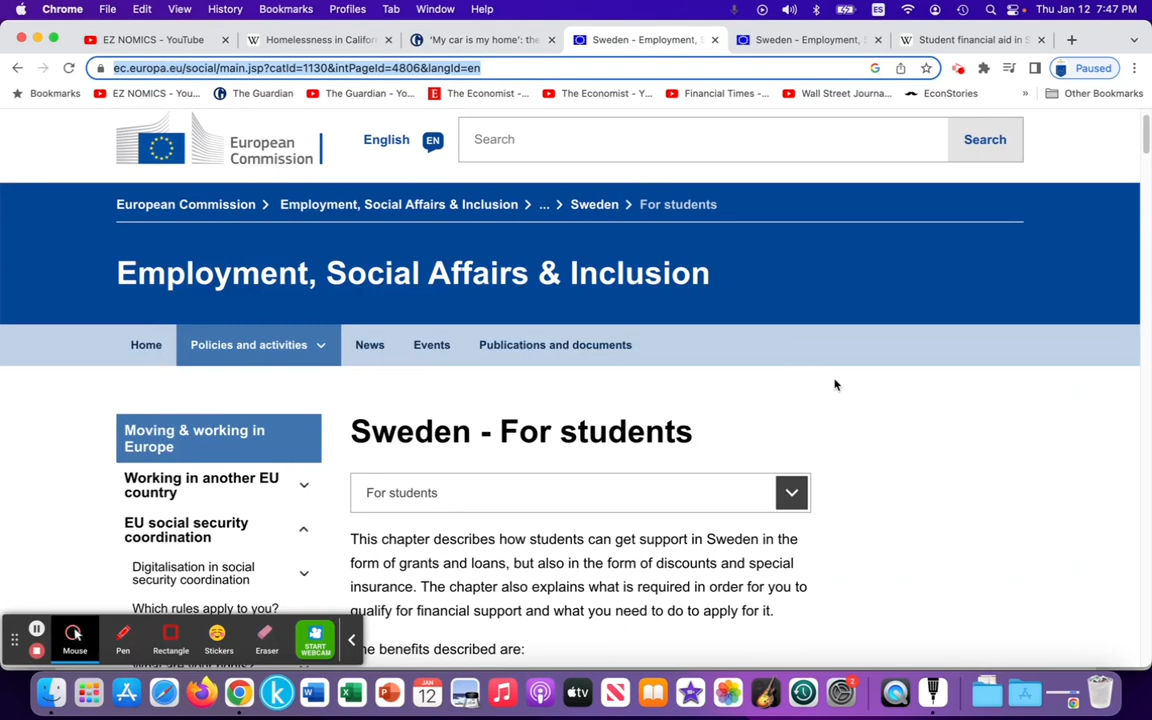 Chrome File Edit View History Bookmarks Profiles Tab Window Help ES Thu Jan 12 7:47 PM
EZ NOMICS - YouTube Homelessness in Californ 'My car is my home': the Sweden - Employment, S Sweden - Employment, S Student financial aid in S
ec.europa.eu/social/main.jsp?catId=1130&intPageId=4806&langId=en Paused
Bookmarks EZ NOMICS - You... The Guardian The Guardian - Yo... The Economist -... The Economist - Y... Financial Times -... Wall Street Journa... EconStories » Other Bookmarks
European
Commission
English EN
Search Search
European Commission > Employment, Social Affairs & Inclusion > ... > Sweden > For students
Employment, Social Affairs & Inclusion
Home Policies and activities News Events Publications and documents
Moving & working in
Europe
Working in another EU
country
EU social security
coordination
Digitalisation in social
security coordination
Which rules apply to you?
Sweden - For students
For students
This chapter describes how students can get support in Sweden in the
form of grants and loans, but also in the form of discounts and special
insurance. The chapter also explains what is required in order for you to
qualify for financial support and what you need to do to apply for it.
he benefits described are:
Mouse Pen Rectangle Stickers Eraser START
WEBCAM
JAN
12
tv
2